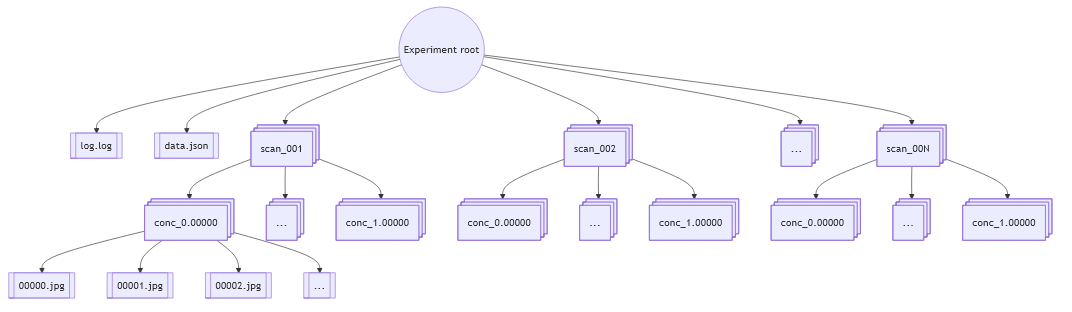 Experiment root
log.log
data.json
scan_001
scan_002
...
scan_00N
conc_0.00000
...
conc_1.00000
conc_0.00000
...
conc_1.00000
conc_0.00000
...
conc_1.00000
00000.jpg
00001.jpg
00002.jpg
...